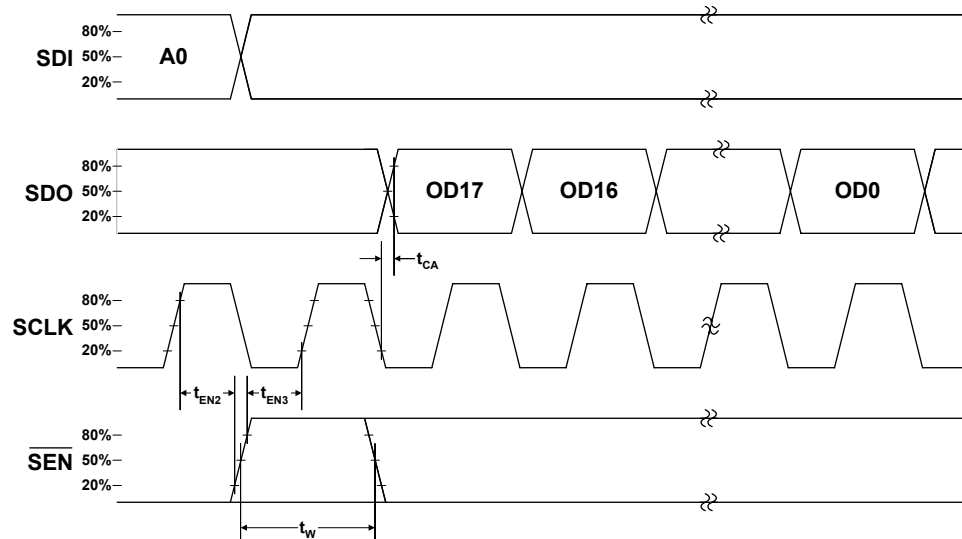 80%
SDI 50% A0
20%
80%
SDO 50% OD17 OD16 OD0
20%
tCA
80%
SCLK 50%
20%
tEN2 tEN3
80%
SEN 50%
20%
tW